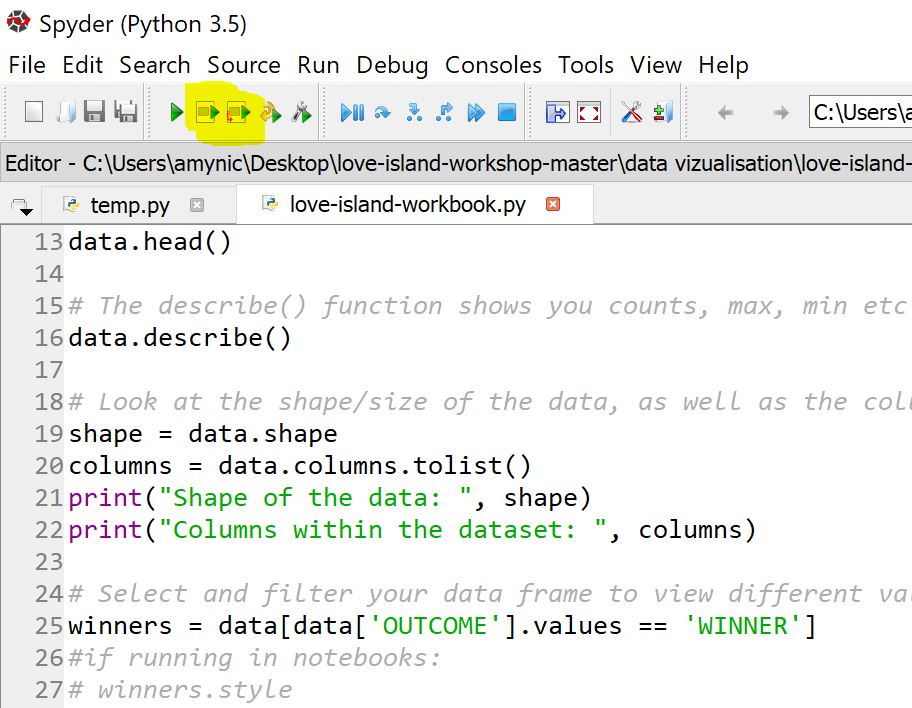 Spyder (Python 3.5)
File Edit Search Source Run Debug Consoles Tools View Help
C:\Users\a
Editor - C:\Users\amynic\Desktop\love-island-workshop-master\data vizualisation\love-island-
temp.py love-island-workbook.py
13 data.head()
14
15 # The describe() function shows you counts, max, min etc
16 data.describe()
17
18 # Look at the shape/size of the data, as well as the colu
19 shape = data.shape
20 columns = data.columns.tolist()
21 print("Shape of the data: ", shape)
22 print("Columns within the dataset: ", columns)
23
24 # Select and filter your data frame to view different val
25 winners = data[data['OUTCOME'].values == 'WINNER']
26 #if running in notebooks:
27 # winners.style